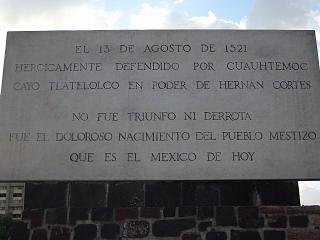 EL 13 DE AGOSTO DE 1521
HEROICAMENTE DEFENDIDO POR CUAUHTEMOC
CAYO TLATELOLCO EN PODER DE HERNAN CORTES
NO FUE TRIUNFO NI DERROTA
FUE EL DOLOROSO NACIMIENTO DEL PUEBLO MESTIZO
QUE ES EL MEXICO DE HOY